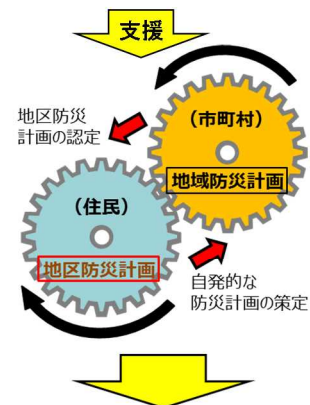 支援
地区防災
計画の認定
（市町村）
地域防災計画
（住民）
地区防災計画
自発的な
防災計画の策定